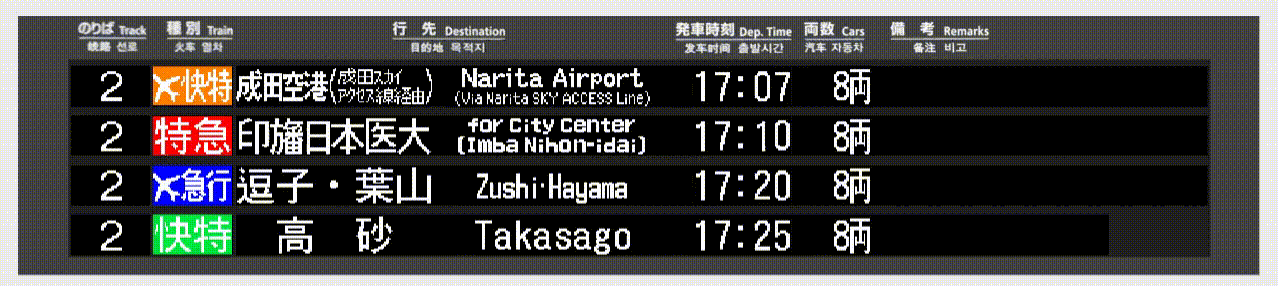 のりば Track 種別 Train 行先 Destination 発車時刻 Dep. Time 両数 Cars 備考 Remarks
线路 선로 火车 열차 目的地 목적지 发车时间 출발시간 汽车 자동차 备注 비고
2 快特 成田空港(成田スカイアクセス線経由) Narita Airport (Via Narita SKY ACCESS Line) 17:07 8両
2 特急 印旛日本医大 for City Center (Imba Nihon-idai) 17:10 8両
2 急行 逗子・葉山 Zushi·Hayama 17:20 8両
2 快特 高砂 Takasago 17:25 8両